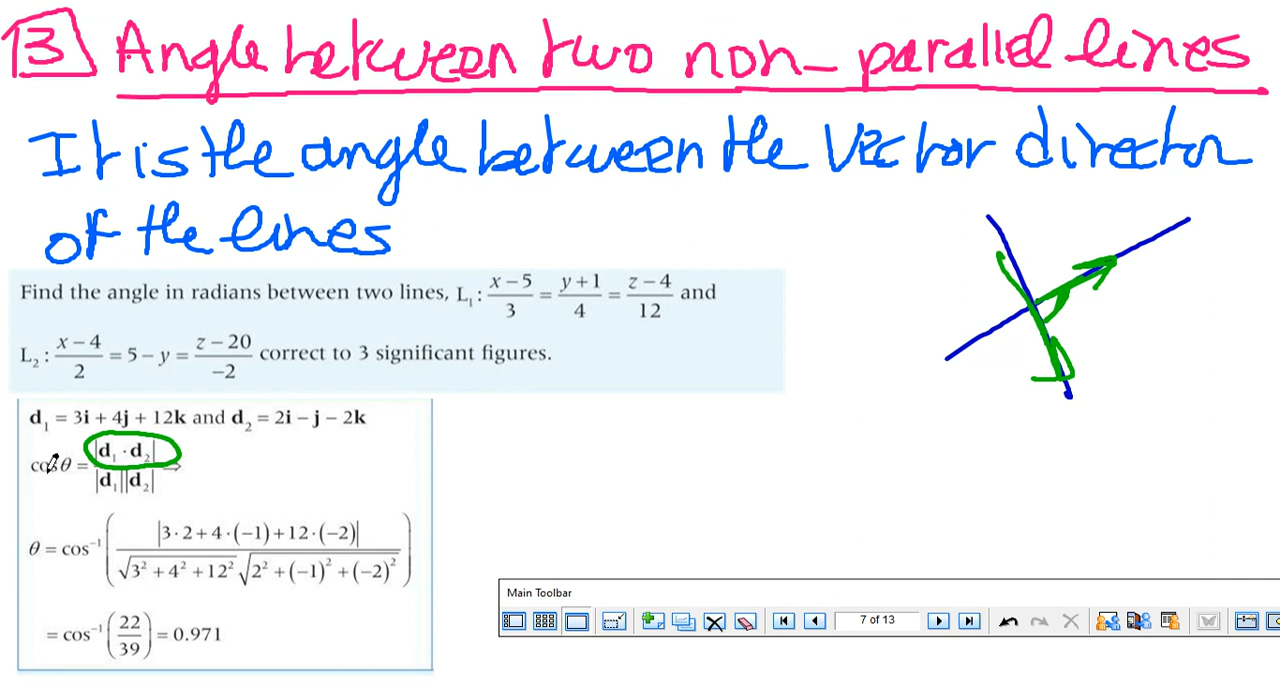 13 Angle between two non-parallel lines
It is the angle between the vector director
of the lines
Find the angle in radians between two lines, L₁: (x − 5)/3 = (y + 1)/4 = (z − 4)/12 and
L₂: (x − 4)/2 = 5 − y = (z − 20)/−2 correct to 3 significant figures.
d₁ = 3i + 4j + 12k and d₂ = 2i − j − 2k
cos θ = |d₁ · d₂| / |d₁||d₂| ⇒
θ = cos⁻¹ ( |3·2 + 4·(−1) + 12·(−2)| / √(3² + 4² + 12²) √(2² + (−1)² + (−2)²) )
= cos⁻¹ (22/39) = 0.971
Main Toolbar
7 of 13